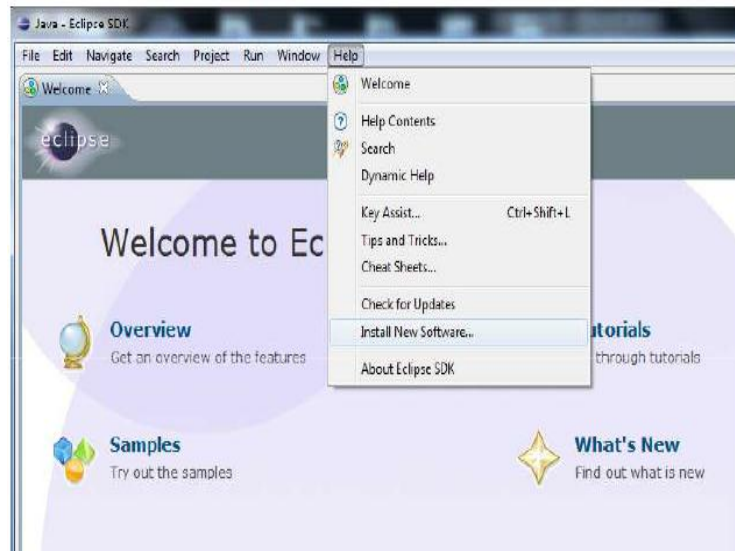 Java - Eclipse SDK
File Edit Navigate Search Project Run Window Help
Welcome
eclipse
Welcome to Ec
Welcome
Help Contents
Search
Dynamic Help
Key Assist... Ctrl+Shift+L
Tips and Tricks...
Cheat Sheets...
Check for Updates
Install New Software...
About Eclipse SDK
Overview
Get an overview of the features
utorials
through tutorials
Samples
Try out the samples
What's New
Find out what is new